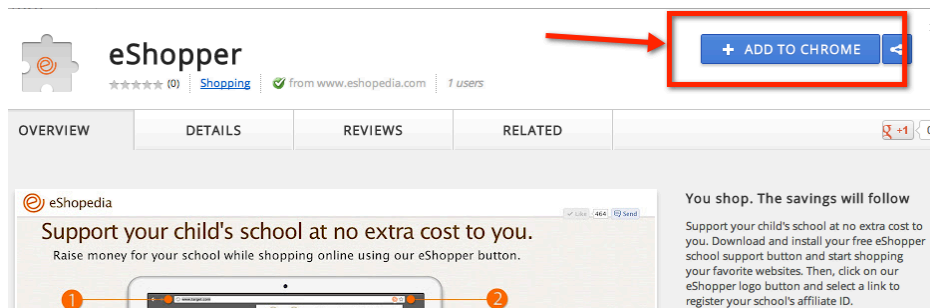 eShopper
+ ADD TO CHROME
(0) Shopping from www.eshopedia.com 1 users
OVERVIEW DETAILS REVIEWS RELATED
g +1
eShopedia
Like 464 Send
Support your child's school at no extra cost to you.
Raise money for your school while shopping online using our eShopper button.
1 www.target.com 2
You shop. The savings will follow
Support your child's school at no extra cost to
you. Download and install your free eShopper
school support button and start shopping
your favorite websites. Then, click on our
eShopper logo button and select a link to
register your school's affiliate ID.